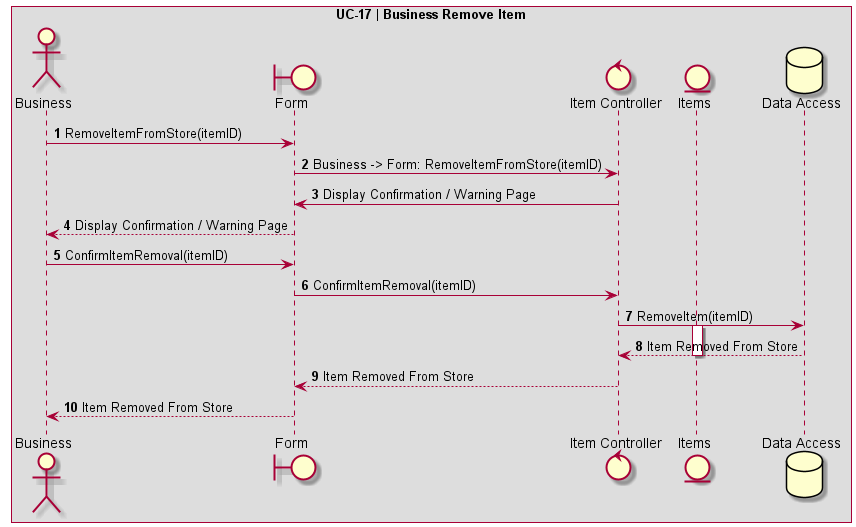 UC-17 | Business Remove Item
Business Form Item Controller Items Data Access
1 RemoveItemFromStore(itemID)
2 Business -> Form: RemoveItemFromStore(itemID)
3 Display Confirmation / Warning Page
4 Display Confirmation / Warning Page
5 ConfirmItemRemoval(itemID)
6 ConfirmItemRemoval(itemID)
7 RemoveItem(itemID)
8 Item Removed From Store
9 Item Removed From Store
10 Item Removed From Store
Business Form Item Controller Items Data Access